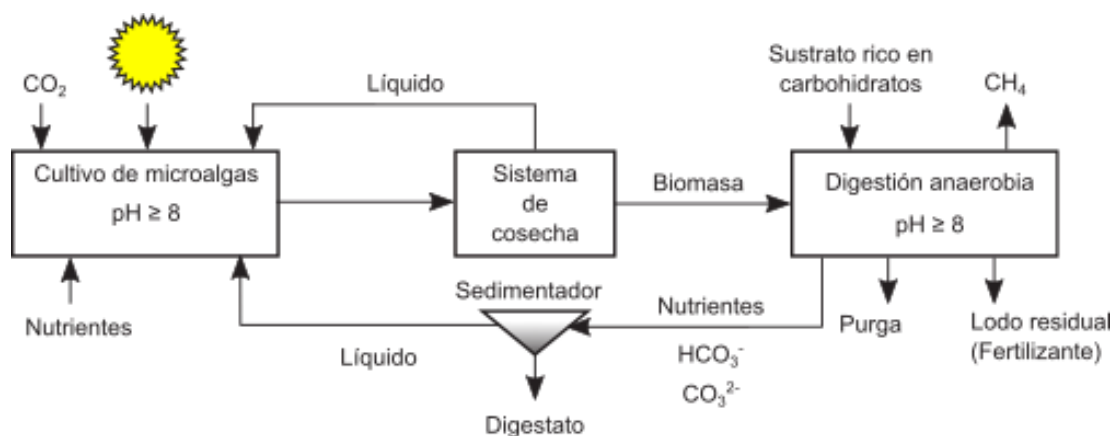 CO₂
Líquido
Sustrato rico en
carbohidratos
CH₄
Cultivo de microalgas
pH ≥ 8
Sistema
de
cosecha
Biomasa
Digestión anaerobia
pH ≥ 8
Nutrientes
Líquido
Sedimentador
Digestato
Nutrientes
HCO₃⁻
CO₃²⁻
Purga
Lodo residual
(Fertilizante)